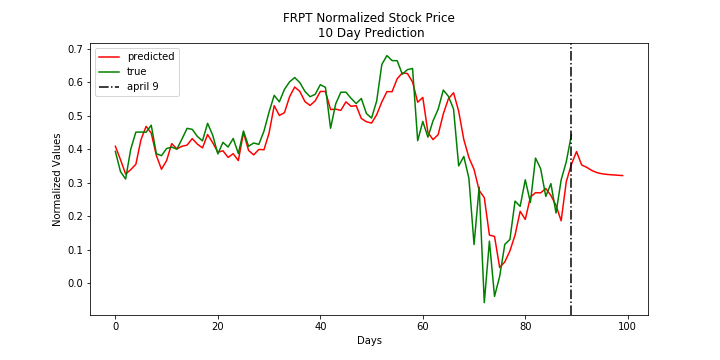 FRPT Normalized Stock Price
10 Day Prediction
predicted
true
april 9
Normalized Values
0.7
0.6
0.5
0.4
0.3
0.2
0.1
0.0
0
20
40
60
80
100
Days